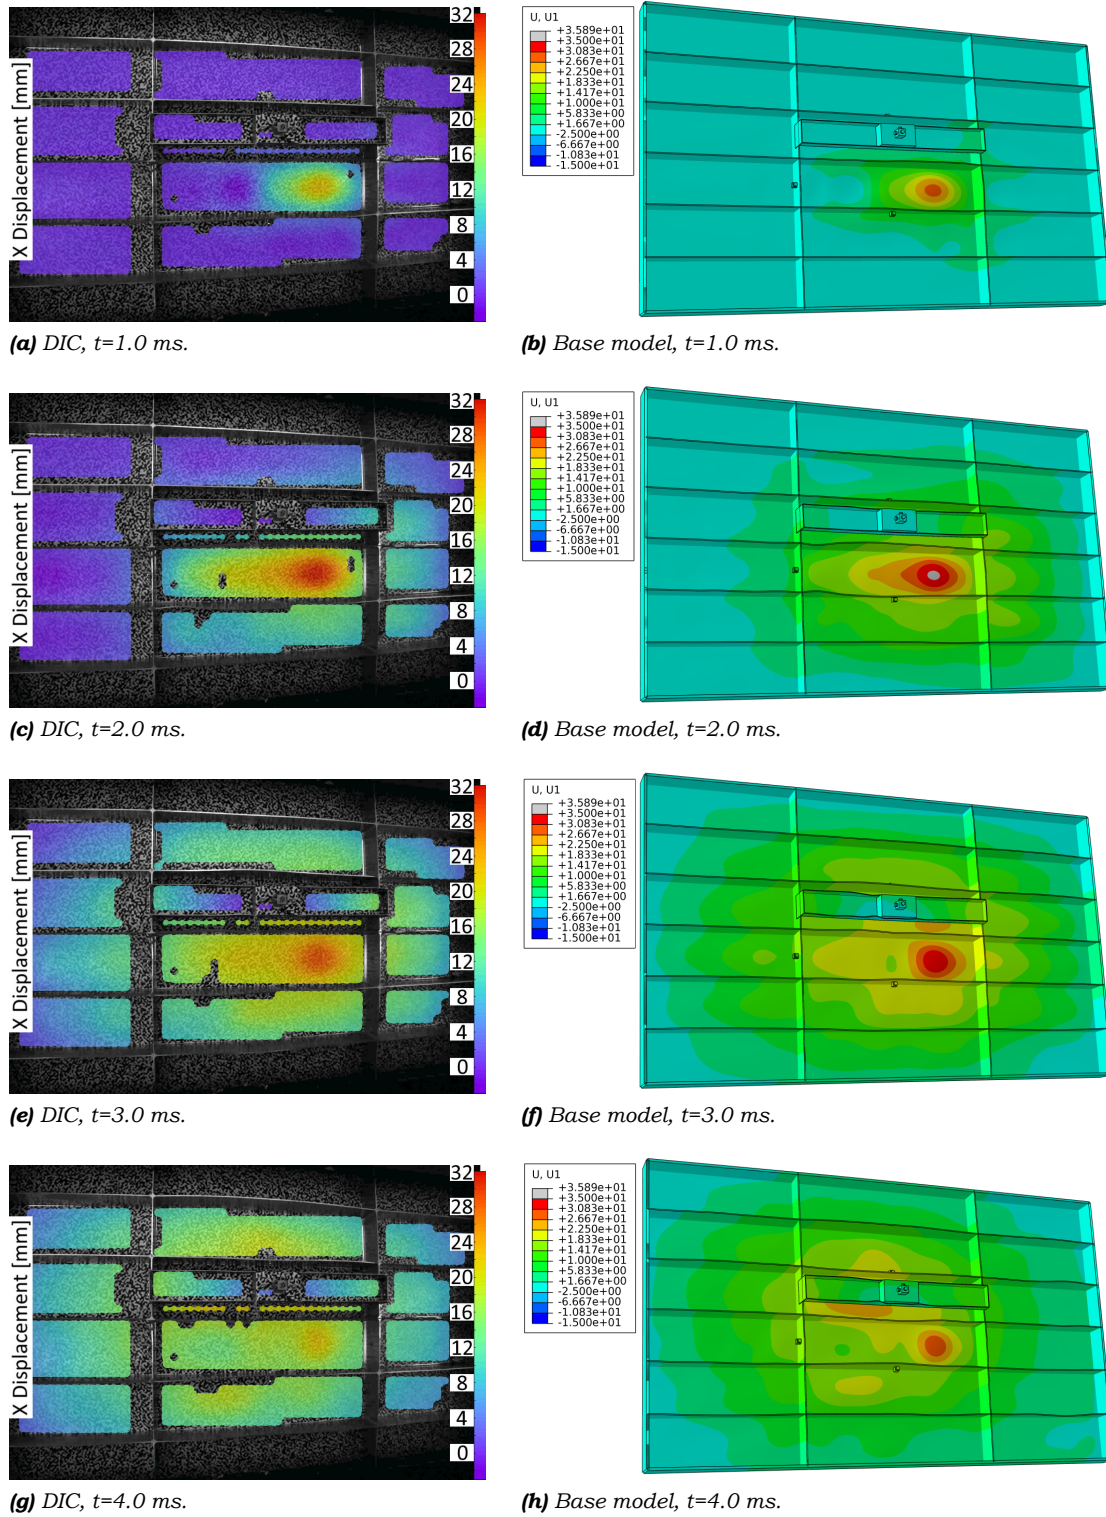 X Displacement [mm]
32
28
24
20
16
12
8
4
0
U, U1
+3.589e+01
+3.500e+01
+3.083e+01
+2.667e+01
+2.250e+01
+1.833e+01
+1.417e+01
+1.000e+01
+5.833e+00
+1.667e+00
-2.500e+00
-6.667e+00
-1.083e+01
-1.500e+01
(a) DIC, t=1.0 ms.
(b) Base model, t=1.0 ms.
X Displacement [mm]
32
28
24
20
16
12
8
4
0
U, U1
+3.589e+01
+3.500e+01
+3.083e+01
+2.667e+01
+2.250e+01
+1.833e+01
+1.417e+01
+1.000e+01
+5.833e+00
+1.667e+00
-2.500e+00
-6.667e+00
-1.083e+01
-1.500e+01
(c) DIC, t=2.0 ms.
(d) Base model, t=2.0 ms.
X Displacement [mm]
32
28
24
20
16
12
8
4
0
U, U1
+3.589e+01
+3.500e+01
+3.083e+01
+2.667e+01
+2.250e+01
+1.833e+01
+1.417e+01
+1.000e+01
+5.833e+00
+1.667e+00
-2.500e+00
-6.667e+00
-1.083e+01
-1.500e+01
(e) DIC, t=3.0 ms.
(f) Base model, t=3.0 ms.
X Displacement [mm]
32
28
24
20
16
12
8
4
0
U, U1
+3.589e+01
+3.500e+01
+3.083e+01
+2.667e+01
+2.250e+01
+1.833e+01
+1.417e+01
+1.000e+01
+5.833e+00
+1.667e+00
-2.500e+00
-6.667e+00
-1.083e+01
-1.500e+01
(g) DIC, t=4.0 ms.
(h) Base model, t=4.0 ms.